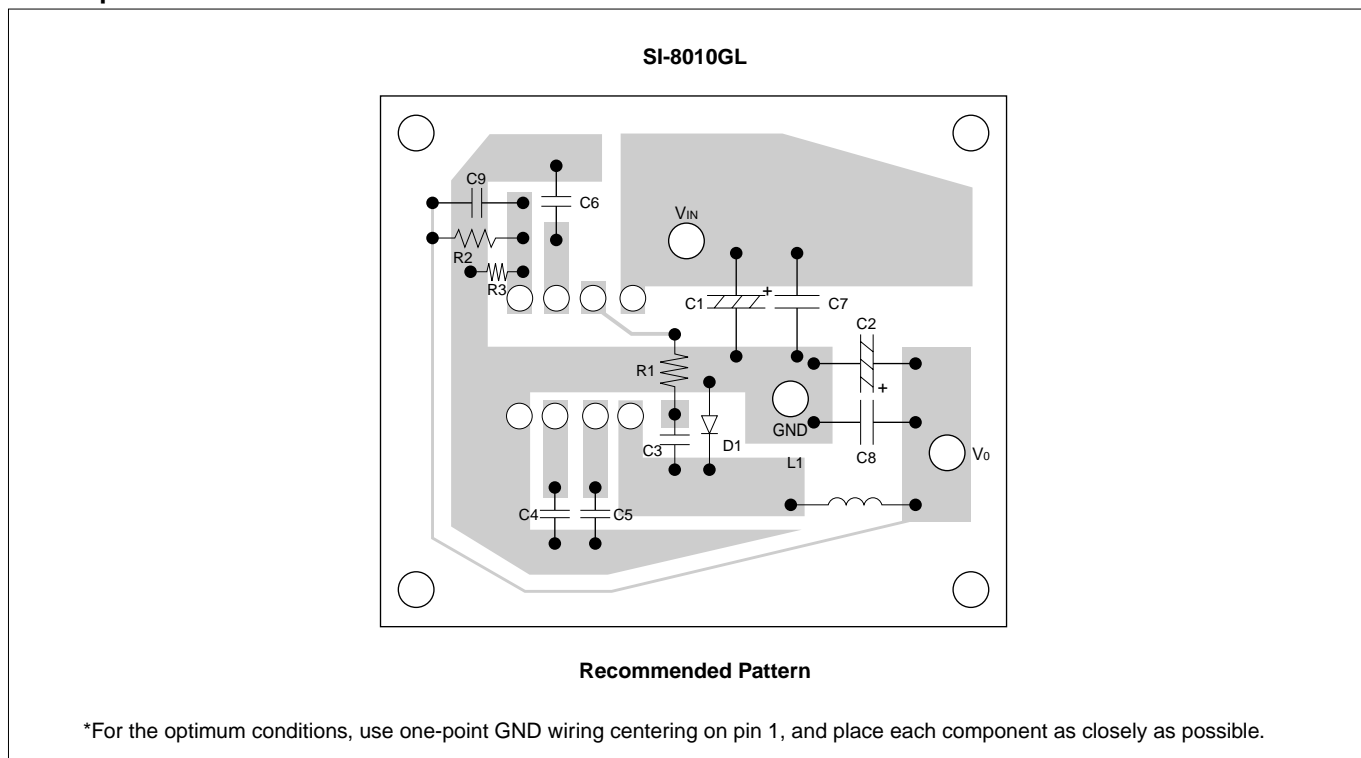 SI-8010GL
C9
C6
VIN
R2
R3
C1
+
C7
C2
R1
+
GND
C3
D1
C8
V0
L1
C4
C5
Recommended Pattern
*For the optimum conditions, use one-point GND wiring centering on pin 1, and place each component as closely as possible.